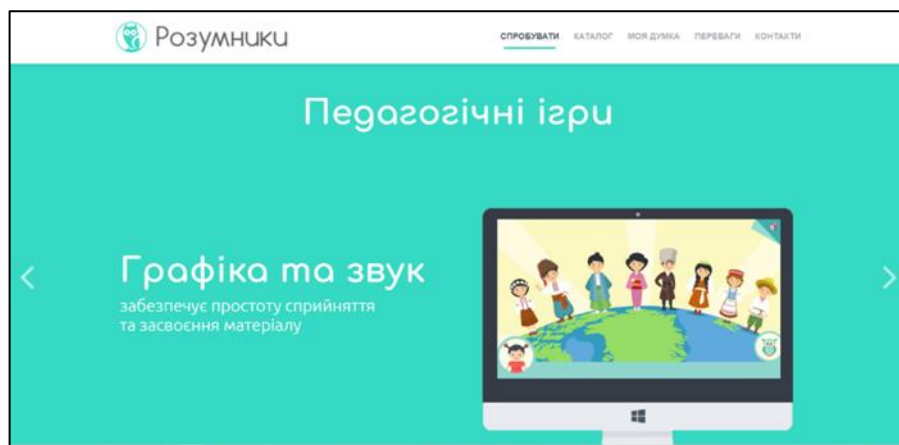 Розумники
СПРОБУВАТИ КАТАЛОГ МОЯ ДУМКА ПЕРЕВАГИ КОНТАКТИ
Педагогічні ігри
Графіка та звук
забезпечує простоту сприйняття
та засвоєння матеріалу